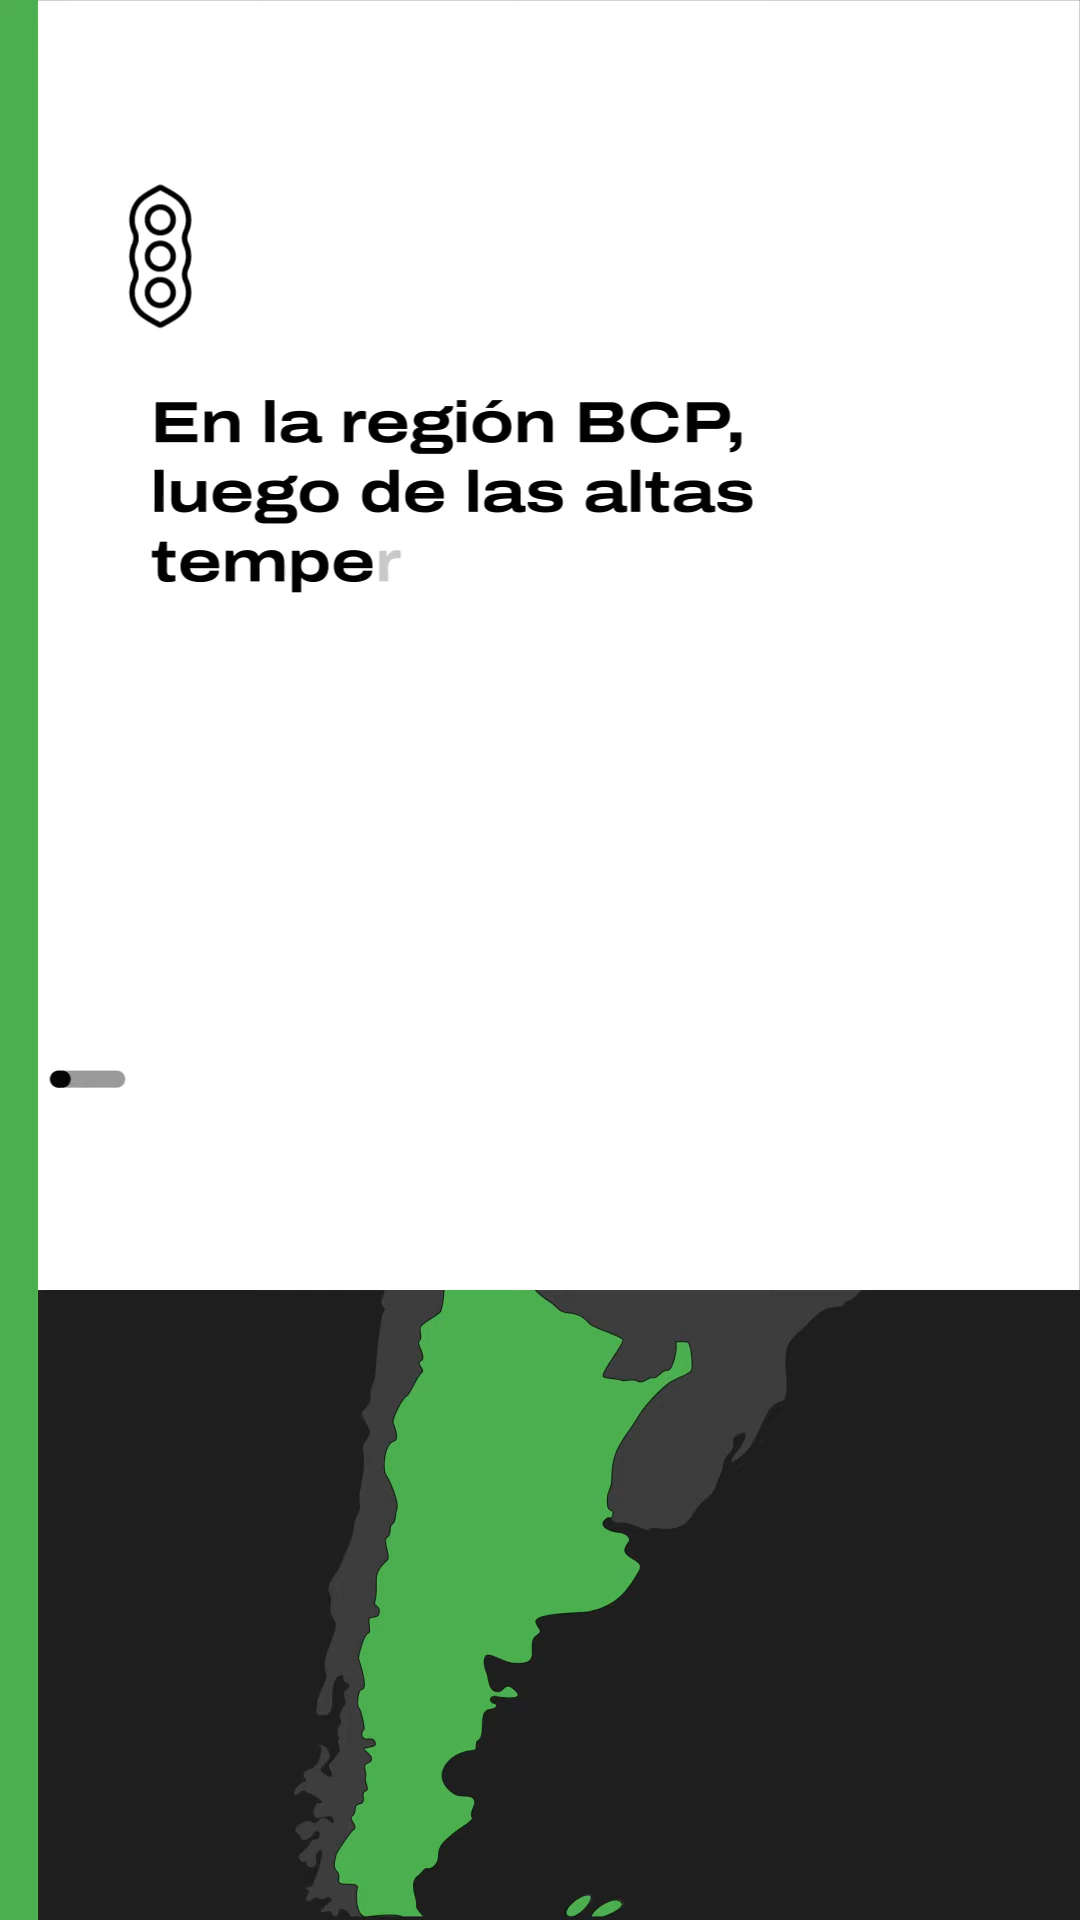 En la región BCP,
luego de las altas
temper